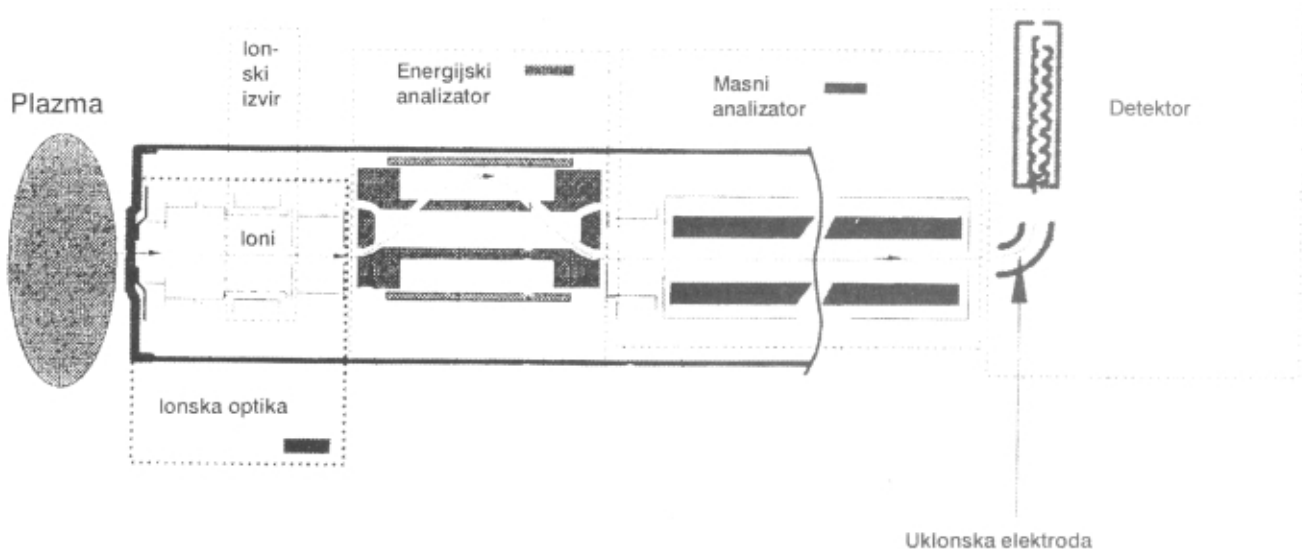 Plazma
Ion-
ski
izvir
Energijski
analizator
Masni
analizator
Detektor
Ioni
Ionska optika
Uklonska elektroda